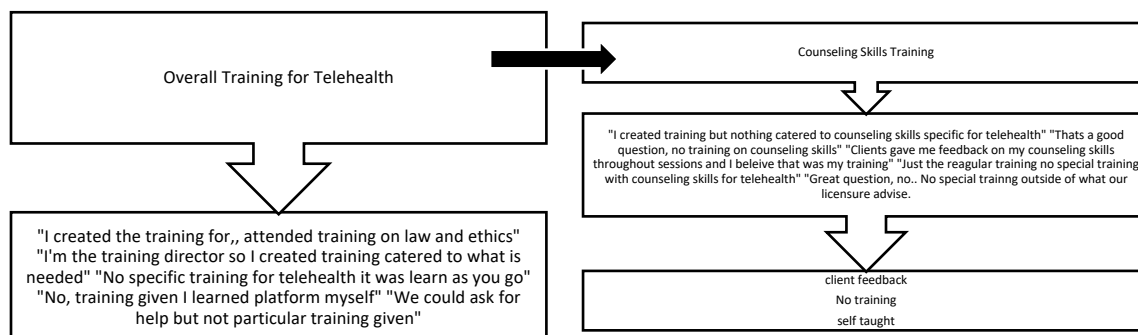 Overall Training for Telehealth
"I created the training for,, attended training on law and ethics"
"I'm the training director so I created training catered to what is
needed" "No specific training for telehealth it was learn as you go"
"No, training given I learned platform myself" "We could ask for
help but not particular training given"
Counseling Skills Training
"I created training but nothing catered to counseling skills specific for telehealth" "Thats a good
question, no training on counseling skills" "Clients gave me feedback on my counseling skills
throughout sessions and I beleive that was my training" "Just the reagular training no special training
with counseling skills for telehealth" "Great question, no.. No special trainng outside of what our
licensure advise.
client feedback
No training
self taught